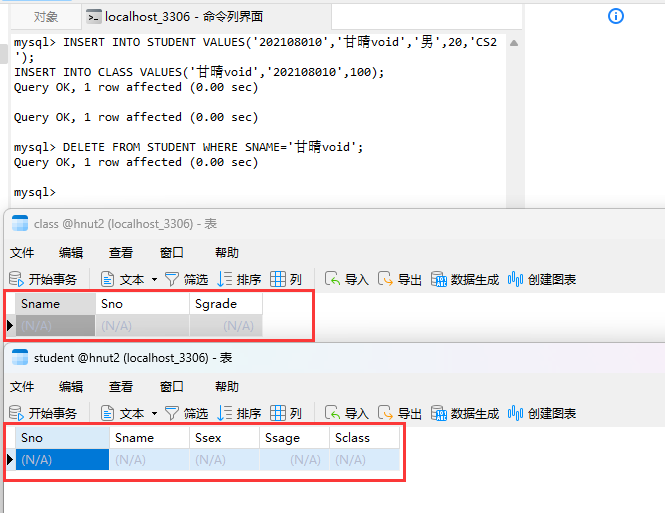 对象
localhost_3306 - 命令列界面
mysql> INSERT INTO STUDENT VALUES('202108010','甘晴void','男',20,'CS2
');
INSERT INTO CLASS VALUES('甘晴void','202108010',100);
Query OK, 1 row affected (0.00 sec)
Query OK, 1 row affected (0.00 sec)
mysql> DELETE FROM STUDENT WHERE SNAME='甘晴void';
Query OK, 1 row affected (0.00 sec)
mysql>
class @hnut2 (localhost_3306) - 表
文件 编辑 查看 窗口 帮助
开始事务 文本 筛选 排序 列 导入 导出 数据生成 创建图表
Sname Sno Sgrade
(N/A) (N/A) (N/A)
student @hnut2 (localhost_3306) - 表
文件 编辑 查看 窗口 帮助
开始事务 文本 筛选 排序 列 导入 导出 数据生成 创建图表
Sno Sname Ssex Ssage Sclass
(N/A) (N/A) (N/A) (N/A) (N/A)